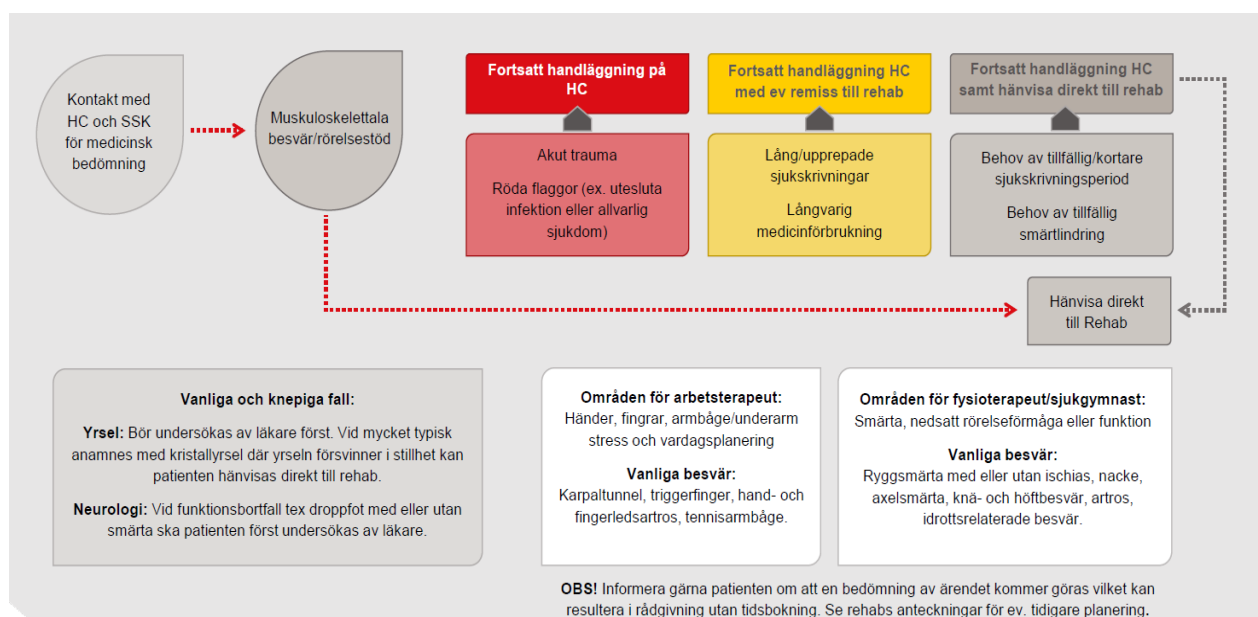 Kontakt med
HC och SSK
för medicinsk
bedömning
Muskuloskelettala
besvär/rörelsestöd
Fortsatt handläggning på
HC
Akut trauma
Röda flaggor (ex. utesluta
infektion eller allvarlig
sjukdom)
Fortsatt handläggning HC
med ev remiss till rehab
Lång/upprepade
sjukskrivningar
Långvarig
medicinförbrukning
Fortsatt handläggning HC
samt hänvisa direkt till rehab
Behov av tillfällig/kortare
sjukskrivningsperiod
Behov av tillfällig
smärtlindring
Hänvisa direkt
till Rehab
Vanliga och knepiga fall:
Yrsel: Bör undersökas av läkare först. Vid mycket typisk
anamnes med kristallyrsel där yrseln försvinner i stillhet kan
patienten hänvisas direkt till rehab.
Neurologi: Vid funktionsbortfall tex droppfot med eller utan
smärta ska patienten först undersökas av läkare.
Områden för arbetsterapeut:
Händer, fingrar, armbåge/underarm
stress och vardagsplanering
Vanliga besvär:
Karpaltunnel, triggerfinger, hand- och
fingerledsartros, tennisarmbåge.
Områden för fysioterapeut/sjukgymnast:
Smärta, nedsatt rörelseförmåga eller funktion
Vanliga besvär:
Ryggsmärta med eller utan ischias, nacke,
axelsmärta, knä- och höftbesvär, artros,
idrottsrelaterade besvär.
OBS! Informera gärna patienten om att en bedömning av ärendet kommer göras vilket kan
resultera i rådgivning utan tidsbokning. Se rehabs anteckningar för ev. tidigare planering.